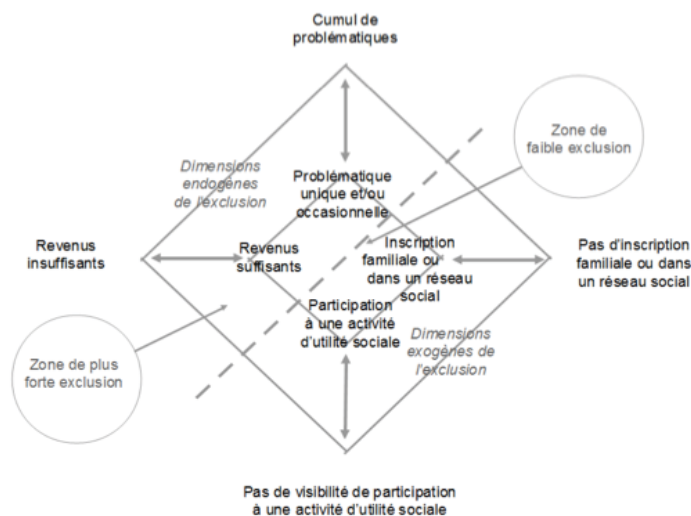 Cumul de
problématiques
Zone de
faible exclusion
Dimensions
endogènes
de l'exclusion
Problématique
unique et/ou
occasionnelle
Revenus
insuffisants
Revenus
suffisants
Inscription
familiale ou
dans un réseau
social
Pas d'inscription
familiale ou dans
un réseau social
Participation
à une activité
d'utilité sociale
Dimensions
exogènes de
l'exclusion
Zone de plus
forte exclusion
Pas de visibilité de participation
à une activité d'utilité sociale